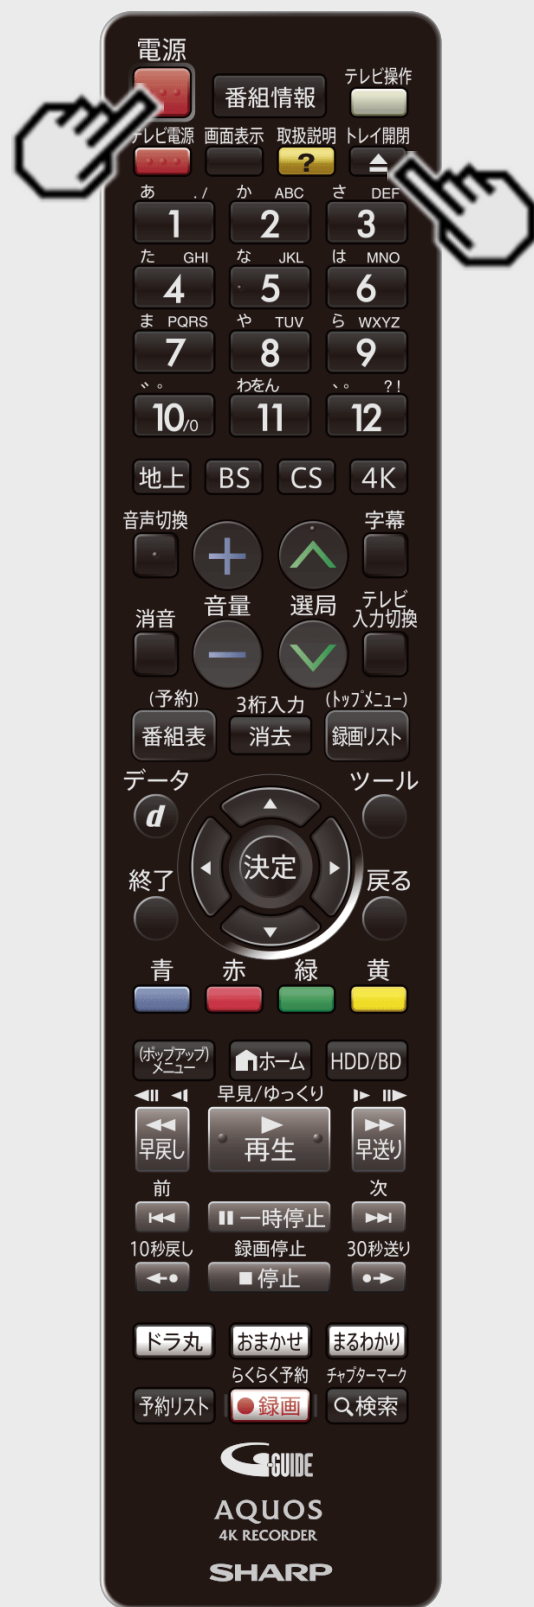 電源
番組情報
テレビ操作
テレビ電源 画面表示 取扱説明 トレイ開閉
?
あ ./ か ABC さ DEF
1 2 3
た GHI な JKL は MNO
4 5 6
ま PQRS や TUV ら WXYZ
7 8 9
゛゜ わをん 、。 ?!
10/0 11 12
地上 BS CS 4K
音声切換 字幕
+
消音 音量 選局 テレビ
入力切換
−
(予約) 3桁入力 (トップメニュー)
番組表 消去 録画リスト
データ ツール
d
決定
終了 戻る
青 赤 緑 黄
(ポップアップ)
メニュー ホーム HDD/BD
早見/ゆっくり
早戻し 再生 早送り
前 次
一時停止
10秒戻し 録画停止 30秒送り
停止
ドラ丸 おまかせ まるわかり
らくらく予約 チャプターマーク
予約リスト 録画 検索
G-GUIDE
AQUOS
4K RECORDER
SHARP